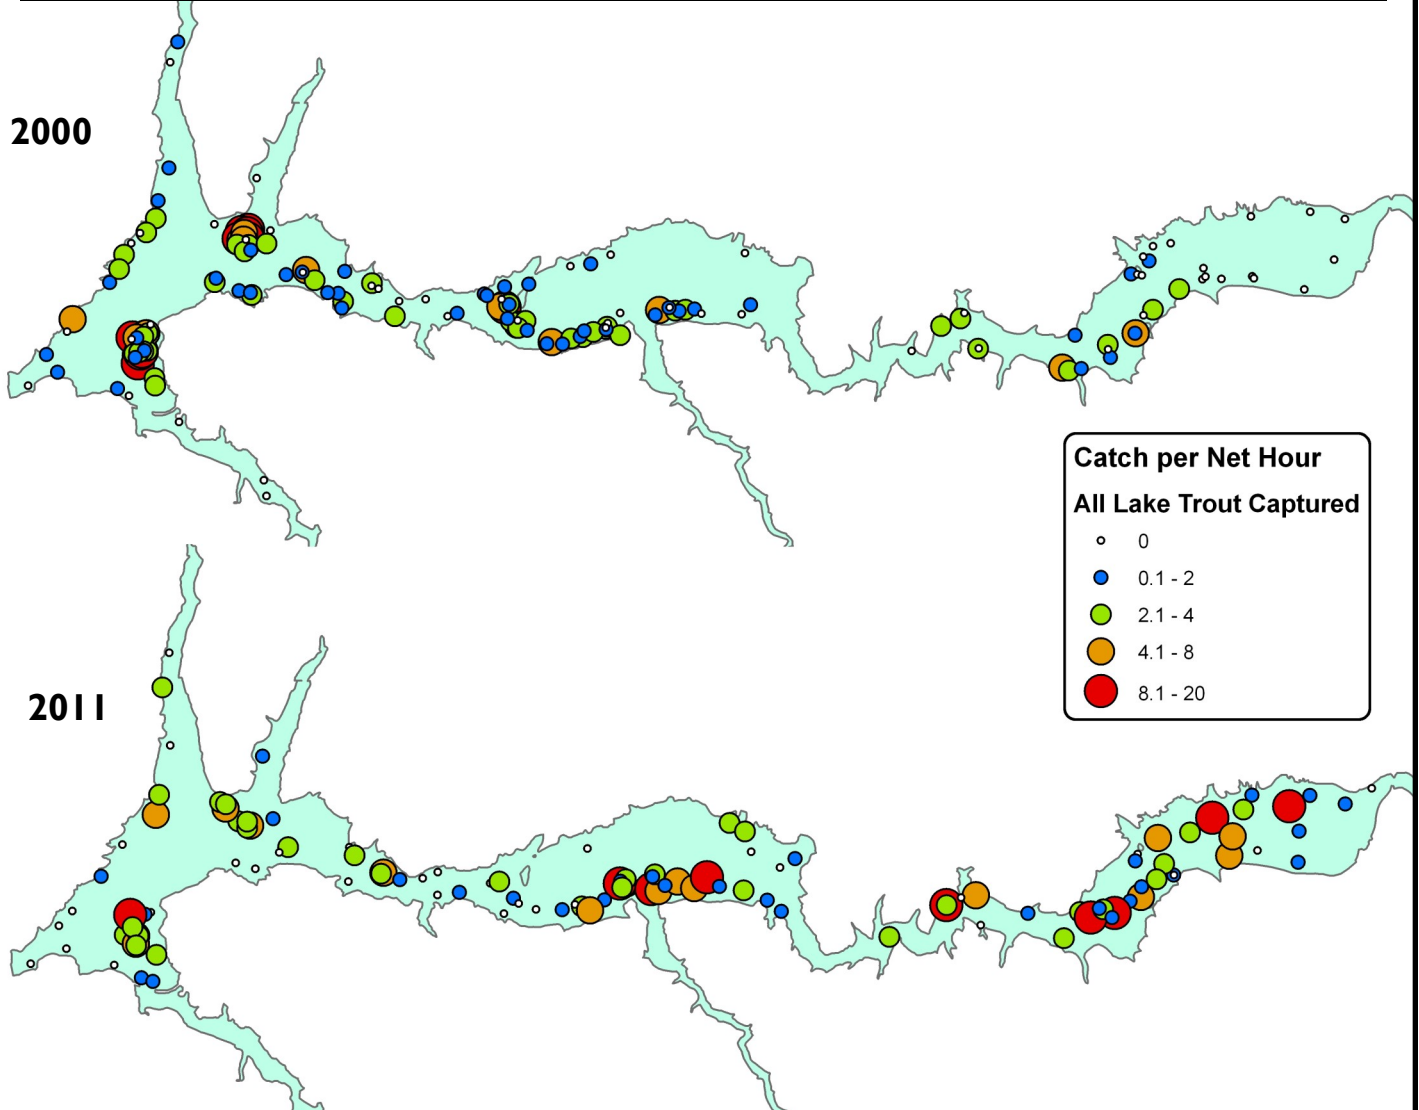 2000
Catch per Net Hour
All Lake Trout Captured
0
0.1 - 2
2.1 - 4
4.1 - 8
8.1 - 20
2011